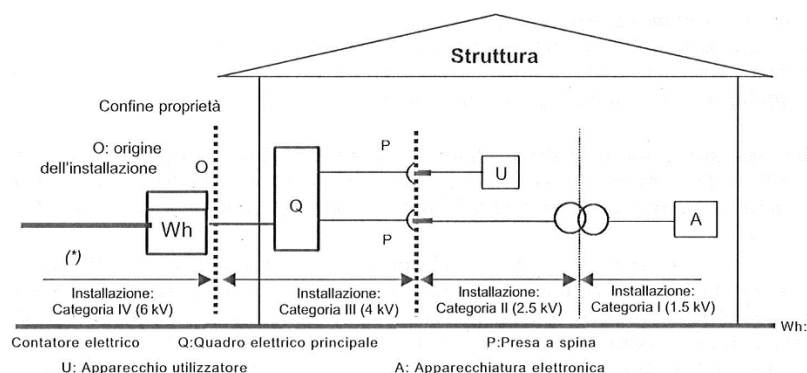 Struttura
Confine proprietà
O: origine
dell'installazione
O
P
U
Q
Wh
A
P
(*)
Installazione:
Categoria IV (6 kV)
Installazione:
Categoria III (4 kV)
Installazione:
Categoria II (2.5 kV)
Installazione:
Categoria I (1.5 kV)
Wh:
Contatore elettrico Q:Quadro elettrico principale P:Presa a spina
U: Apparecchio utilizzatore A: Apparecchiatura elettronica